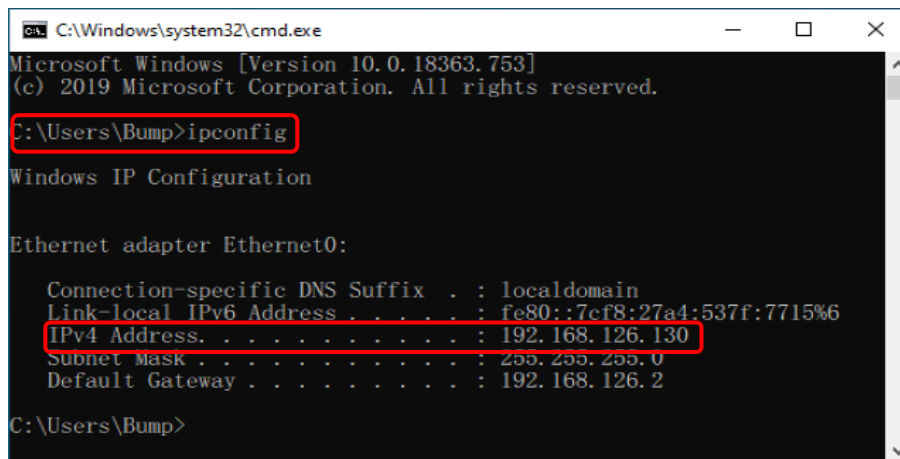 C:\Windows\system32\cmd.exe
Microsoft Windows [Version 10.0.18363.753]
(c) 2019 Microsoft Corporation. All rights reserved.
C:\Users\Bump>ipconfig
Windows IP Configuration
Ethernet adapter Ethernet0:
Connection-specific DNS Suffix . : localdomain
Link-local IPv6 Address . . . . . : fe80::7cf8:27a4:537f:7715%6
IPv4 Address. . . . . . . . . . . : 192.168.126.130
Subnet Mask . . . . . . . . . . . : 255.255.255.0
Default Gateway . . . . . . . . . : 192.168.126.2
C:\Users\Bump>